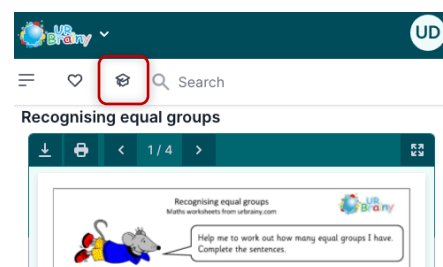 UR Brainy
UD
Search
Recognising equal groups
1 / 4
Recognising equal groups
Maths worksheets from urbrainy.com
UR Brainy
Help me to work out how many equal groups I have.
Complete the sentences.